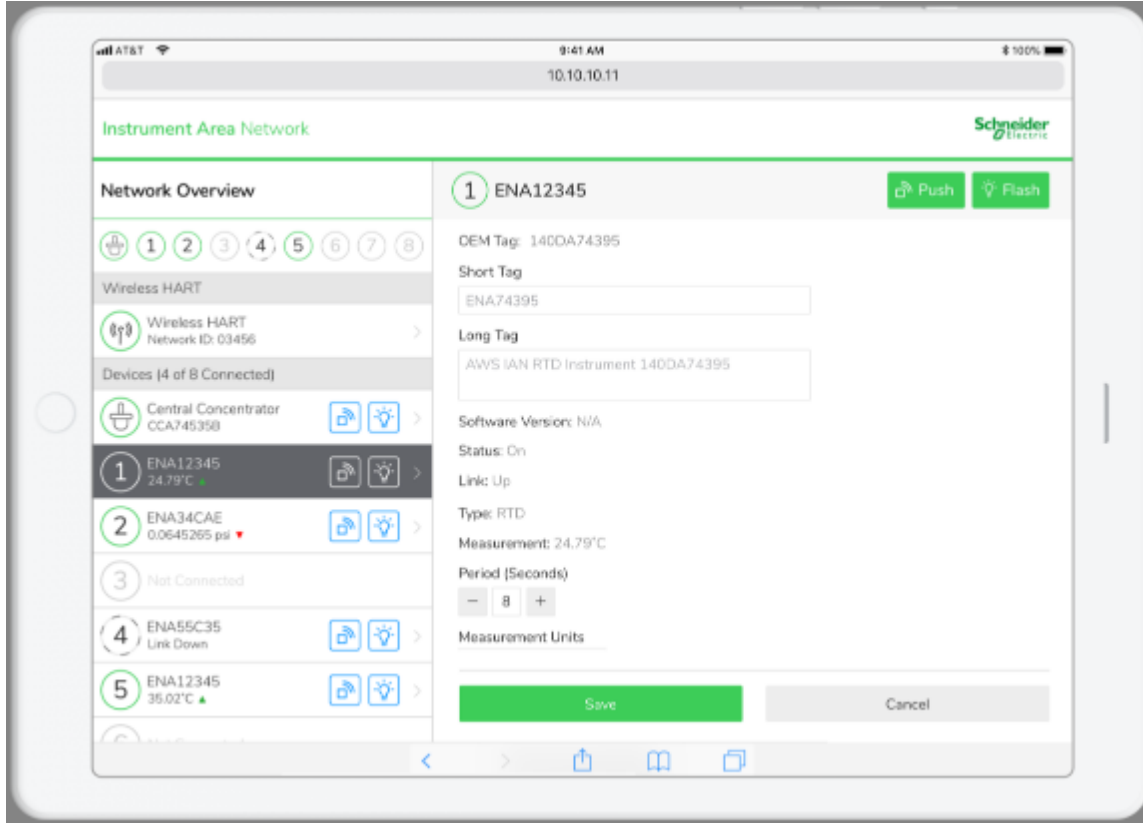 AT&T
9:41 AM
100%
10.10.10.11
Instrument Area Network
Schneider
Electric
Network Overview
1 2 3 4 5 6 7 8
Wireless HART
Wireless HART
Network ID: 03456
Devices (4 of 8 Connected)
Central Concentrator
CCA74535B
1
ENA12345
24.79°C
2
ENA34CAE
0.0645265 psi
3
Not Connected
4
ENA55C35
Link Down
5
ENA12345
35.02°C
1 ENA12345
Push
Flash
OEM Tag: 140DA74395
Short Tag
ENA74395
Long Tag
AWS IAN RTD Instrument 140DA74395
Software Version: N/A
Status: On
Link: Up
Type: RTD
Measurement: 24.79°C
Period (Seconds)
− 8 +
Measurement Units
Save
Cancel